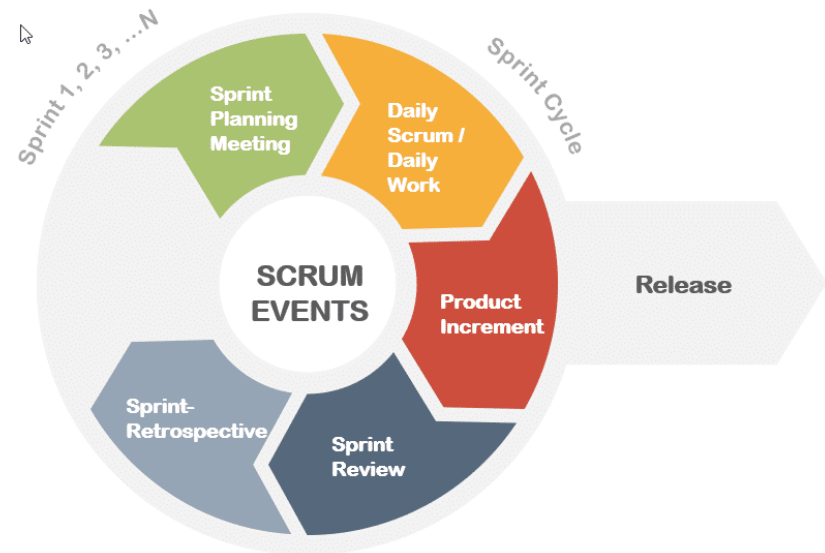 Sprint 1, 2, 3, ...N
Sprint Cycle
Sprint
Planning
Meeting
Daily
Scrum /
Daily
Work
Product
Increment
Release
SCRUM
EVENTS
Sprint-
Retrospective
Sprint
Review